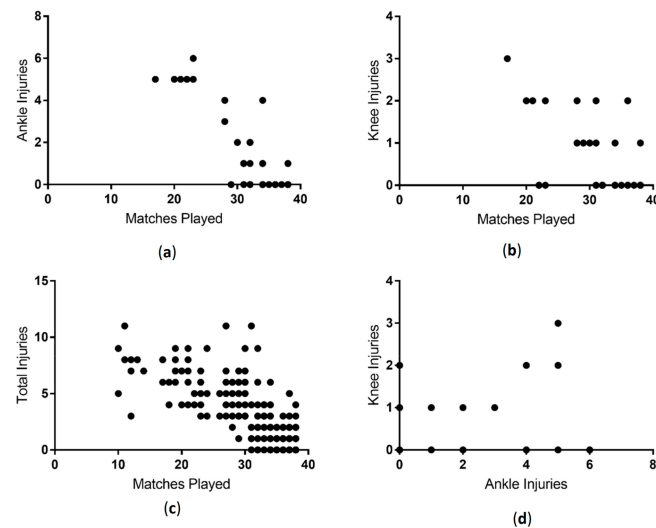 8
6
4
2
0
0 10 20 30 40
Ankle Injuries
Matches Played
(a)
4
3
2
1
0
0 10 20 30 40
Knee Injuries
Matches Played
(b)
15
10
5
0
0 10 20 30 40
Total Injuries
Matches Played
(c)
4
3
2
1
0
0 2 4 6 8
Knee Injuries
Ankle Injuries
(d)